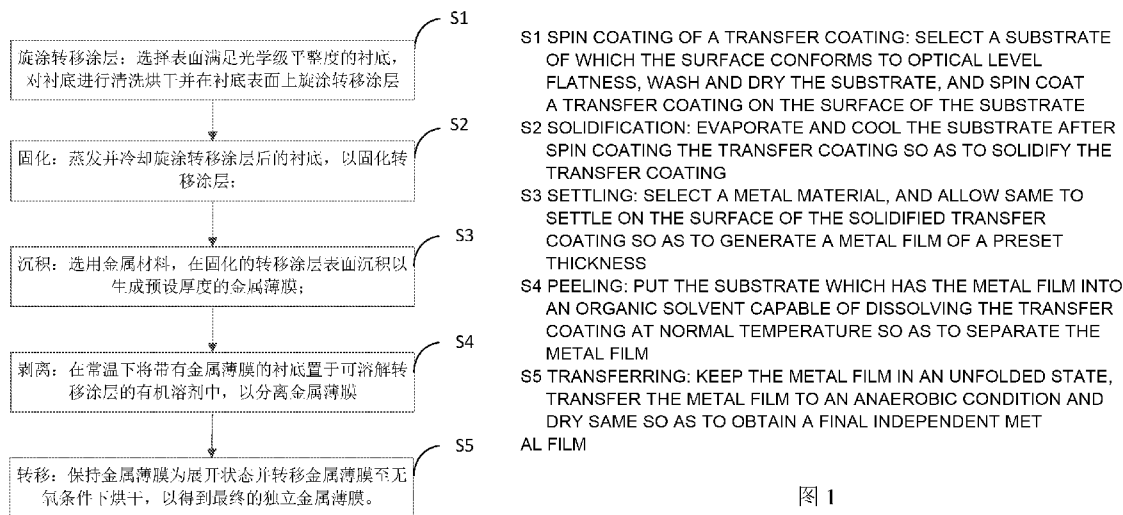 S1
旋涂转移涂层：选择表面满足光学级平整度的衬底，
对衬底进行清洗烘干并在衬底表面上旋涂转移涂层
S2
固化：蒸发并冷却旋涂转移涂层后的衬底，以固化转
移涂层；
S3
沉积：选用金属材料，在固化的转移涂层表面沉积以
生成预设厚度的金属薄膜；
S4
剥离：在常温下将带有金属薄膜的衬底置于可溶解转
移涂层的有机溶剂中，以分离金属薄膜
S5
转移：保持金属薄膜为展开状态并转移金属薄膜至无
氧条件下烘干，以得到最终的独立金属薄膜。
S1 SPIN COATING OF A TRANSFER COATING: SELECT A SUBSTRATE
OF WHICH THE SURFACE CONFORMS TO OPTICAL LEVEL
FLATNESS, WASH AND DRY THE SUBSTRATE, AND SPIN COAT
A TRANSFER COATING ON THE SURFACE OF THE SUBSTRATE
S2 SOLIDIFICATION: EVAPORATE AND COOL THE SUBSTRATE AFTER
SPIN COATING THE TRANSFER COATING SO AS TO SOLIDIFY THE
TRANSFER COATING
S3 SETTLING: SELECT A METAL MATERIAL, AND ALLOW SAME TO
SETTLE ON THE SURFACE OF THE SOLIDIFIED TRANSFER
COATING SO AS TO GENERATE A METAL FILM OF A PRESET
THICKNESS
S4 PEELING: PUT THE SUBSTRATE WHICH HAS THE METAL FILM INTO
AN ORGANIC SOLVENT CAPABLE OF DISSOLVING THE TRANSFER
COATING AT NORMAL TEMPERATURE SO AS TO SEPARATE THE
METAL FILM
S5 TRANSFERRING: KEEP THE METAL FILM IN AN UNFOLDED STATE,
TRANSFER THE METAL FILM TO AN ANAEROBIC CONDITION AND
DRY SAME SO AS TO OBTAIN A FINAL INDEPENDENT MET
AL FILM
图 1